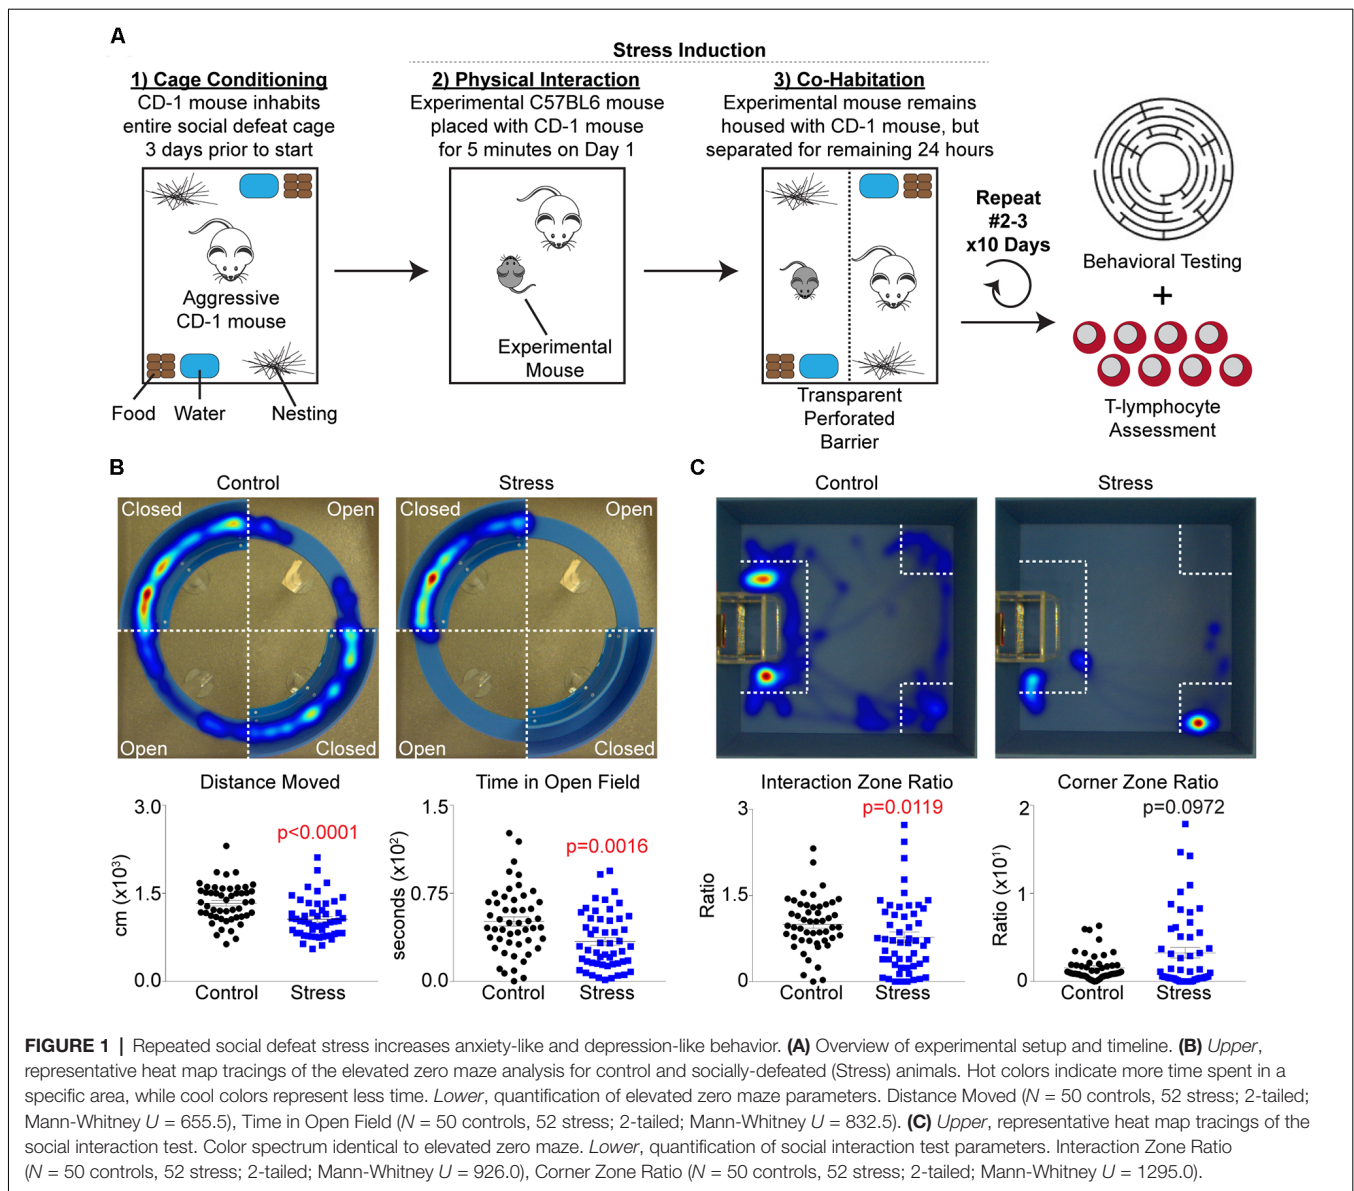 A
Stress Induction
1) Cage Conditioning
CD-1 mouse inhabits
entire social defeat cage
3 days prior to start
2) Physical Interaction
Experimental C57BL6 mouse
placed with CD-1 mouse
for 5 minutes on Day 1
3) Co-Habitation
Experimental mouse remains
housed with CD-1 mouse, but
separated for remaining 24 hours
Aggressive
CD-1 mouse
Food
Water
Nesting
Experimental
Mouse
Transparent
Perforated
Barrier
Repeat
#2-3
x10 Days
Behavioral Testing
+
T-lymphocyte
Assessment
B
Control
Closed
Open
Open
Closed
Stress
Closed
Open
Open
Closed
C
Control
Stress
Distance Moved
cm (x10³)
3.0
1.5
0.0
p<0.0001
Control
Stress
Time in Open Field
seconds (x10²)
1.5
0.75
0.0
p=0.0016
Control
Stress
Interaction Zone Ratio
Ratio
3
1.5
0
p=0.0119
Control
Stress
Corner Zone Ratio
Ratio (x10¹)
2
1
0
p=0.0972
Control
Stress
FIGURE 1 | Repeated social defeat stress increases anxiety-like and depression-like behavior. (A) Overview of experimental setup and timeline. (B) Upper,
representative heat map tracings of the elevated zero maze analysis for control and socially-defeated (Stress) animals. Hot colors indicate more time spent in a
specific area, while cool colors represent less time. Lower, quantification of elevated zero maze parameters. Distance Moved (N = 50 controls, 52 stress; 2-tailed;
Mann-Whitney U = 655.5), Time in Open Field (N = 50 controls, 52 stress; 2-tailed; Mann-Whitney U = 832.5). (C) Upper, representative heat map tracings of the
social interaction test. Color spectrum identical to elevated zero maze. Lower, quantification of social interaction test parameters. Interaction Zone Ratio
(N = 50 controls, 52 stress; 2-tailed; Mann-Whitney U = 926.0), Corner Zone Ratio (N = 50 controls, 52 stress; 2-tailed; Mann-Whitney U = 1295.0).